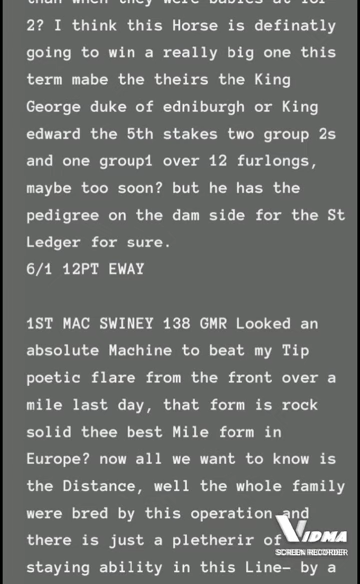 than when they were babies at for
2? I think this Horse is definatly
going to win a really big one this
term mabe the theirs the King
George duke of edniburgh or King
edward the 5th stakes two group 2s
and one group1 over 12 furlongs,
maybe too soon? but he has the
pedigree on the dam side for the St
Ledger for sure.
6/1 12PT EWAY
1ST MAC SWINEY 138 GMR Looked an
absolute Machine to beat my Tip
poetic flare from the front over a
mile last day, that form is rock
solid thee best Mile form in
Europe? now all we want to know is
the Distance, well the whole family
were bred by this operation and
there is just a pletherir of
staying ability in this Line- by a
VIDMA
SCREEN RECORDER